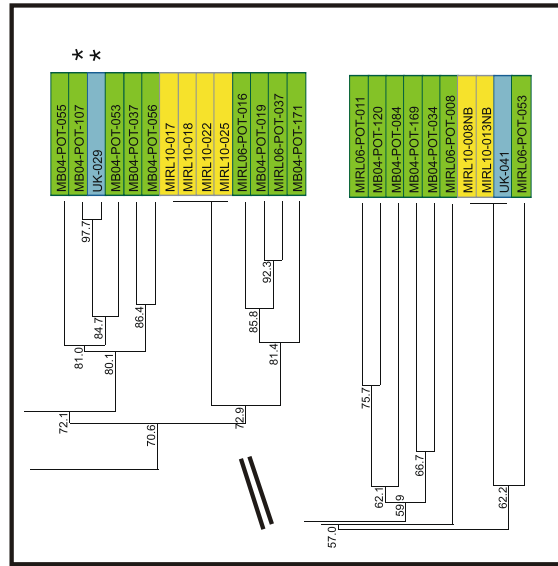 * *
MB04-POT-055
MB04-POT-107
UK-029
MB04-POT-053
MB04-POT-037
MB04-POT-056
MIRL10-017
MIRL10-018
MIRL10-022
MIRL10-025
MIRL06-POT-016
MB04-POT-019
MIRL06-POT-037
MB04-POT-171
97.7
84.7
81.0
80.1
86.4
72.1
70.6
72.9
85.8
92.3
81.4
MIRL06-POT-011
MB04-POT-120
MB04-POT-084
MB04-POT-169
MB04-POT-034
MIRL06-POT-008
MIRL10-008NB
MIRL10-013NB
UK-041
MIRL06-POT-053
75.7
62.1
59.9
66.7
57.0
62.2